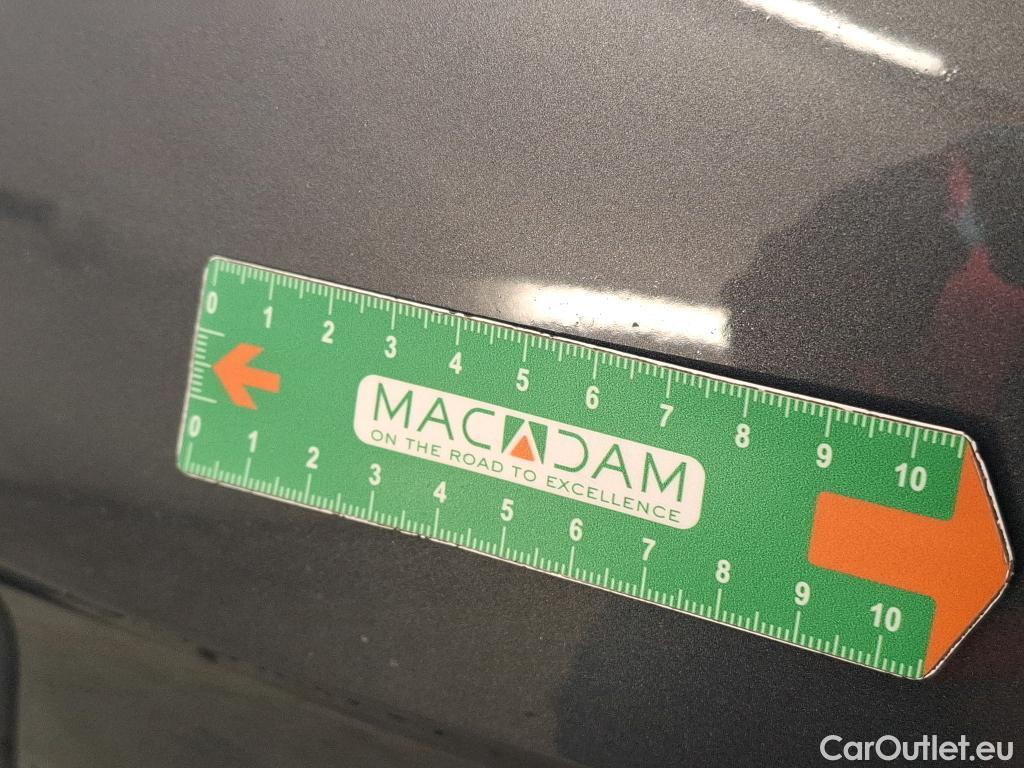 0 1 2 3 4 5 6 7 8 9 10
MACADAM
ON THE ROAD TO EXCELLENCE
0 1 2 3 4 5 6 7 8 9 10
CarOutlet.eu